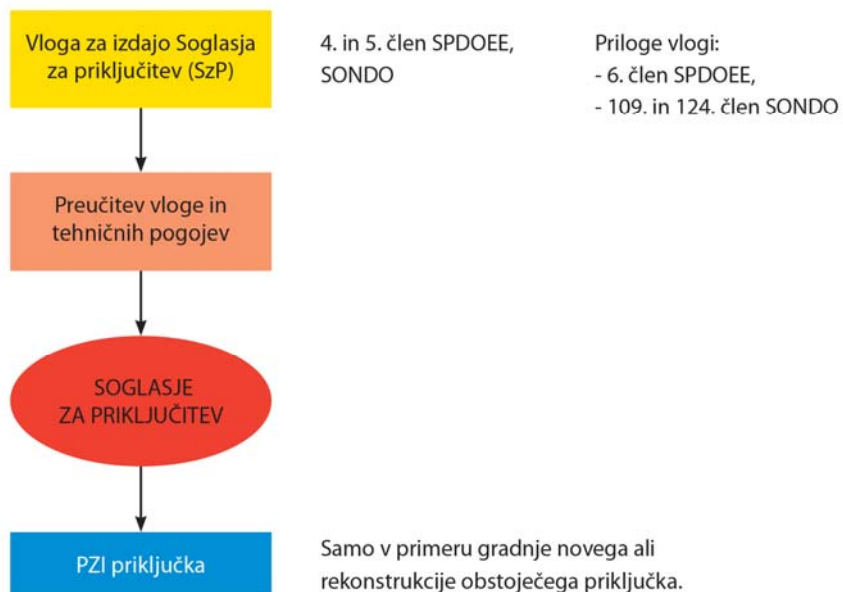 Vloga za izdajo Soglasja
za priključitev (SzP)
4. in 5. člen SPDOEE,
SONDO
Priloge vlogi:
- 6. člen SPDOEE,
- 109. in 124. člen SONDO
Preučitev vloge in
tehničnih pogojev
SOGLASJE
ZA PRIKLJUČITEV
PZI priključka
Samo v primeru gradnje novega ali
rekonstrukcije obstoječega priključka.